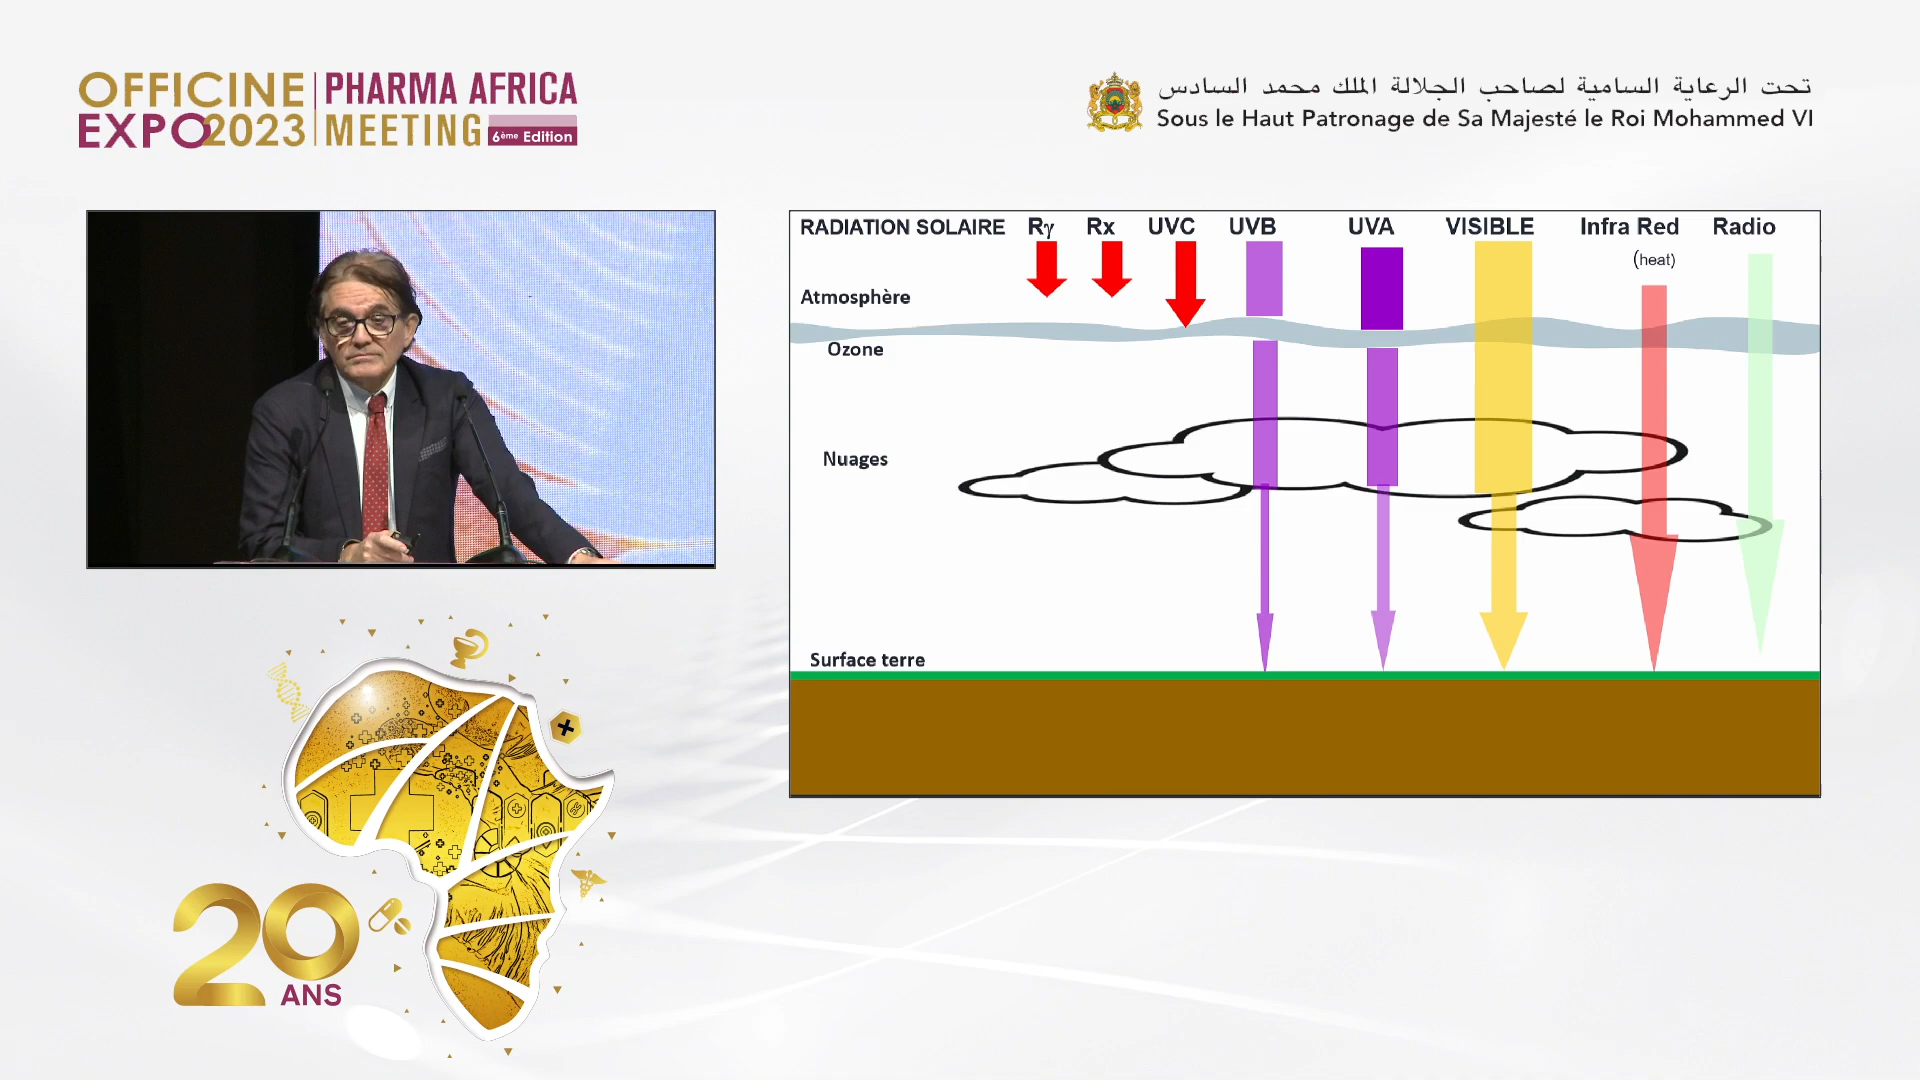 OFFICINE
EXPO2023
PHARMA AFRICA
MEETING
6ème Edition
تحت الرعاية السامية لصاحب الجلالة الملك محمد السادس
Sous le Haut Patronage de Sa Majesté le Roi Mohammed VI
RADIATION SOLAIRE Rγ Rx UVC UVB UVA VISIBLE Infra Red Radio
(heat)
Atmosphère
Ozone
Nuages
Surface terre
20
ANS